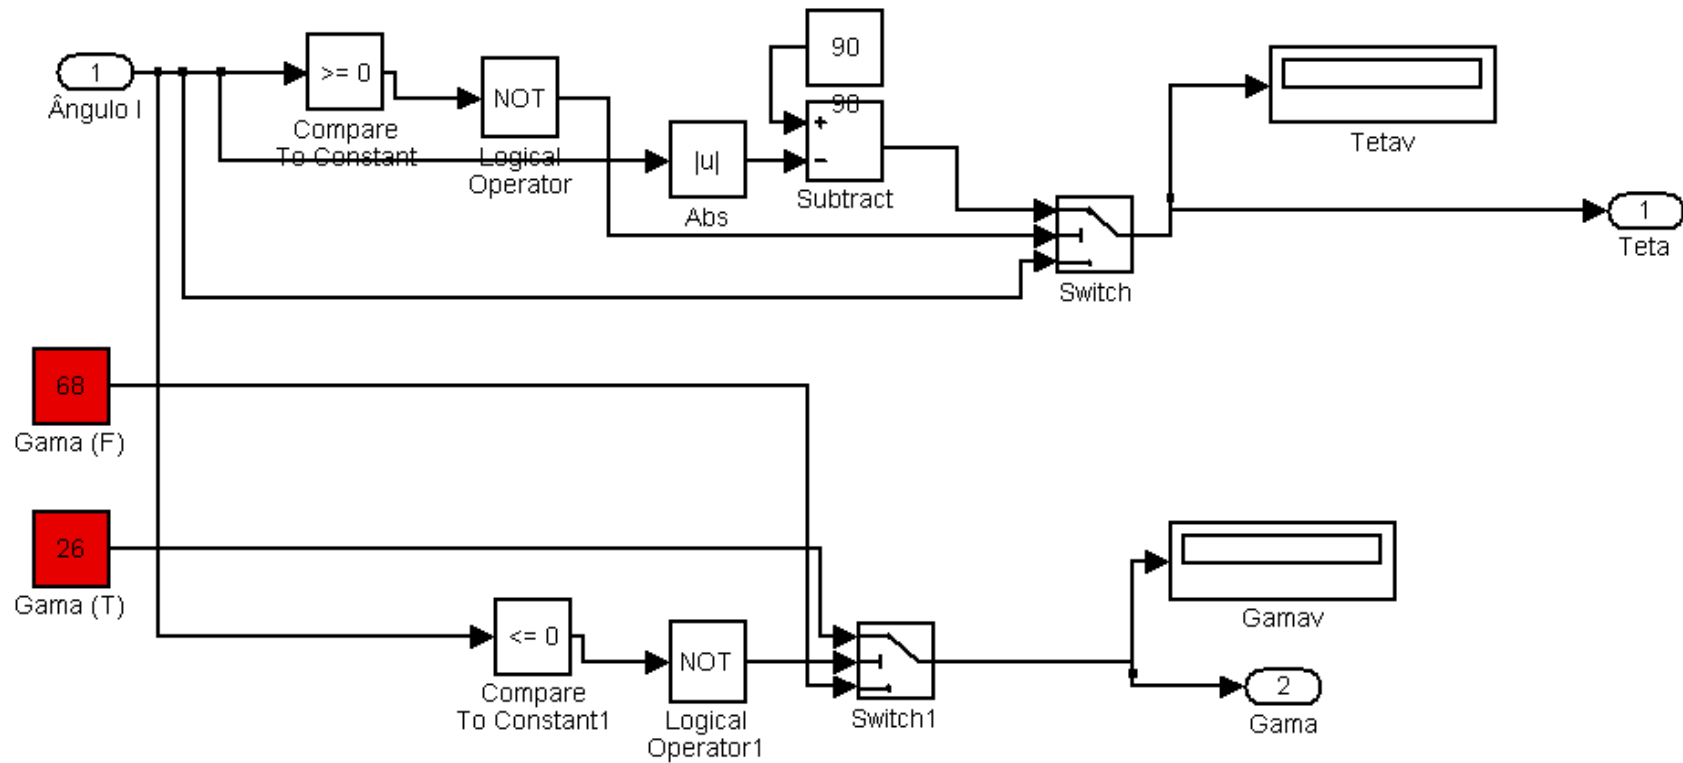 1
Ângulo I
>= 0
Compare
To Constant
NOT
Logical
Operator
|u|
Abs
90
90
+
−
Subtract
Switch
Tetav
1
Teta
68
Gama (F)
26
Gama (T)
<= 0
Compare
To Constant1
NOT
Logical
Operator1
Switch1
Gamav
2
Gama